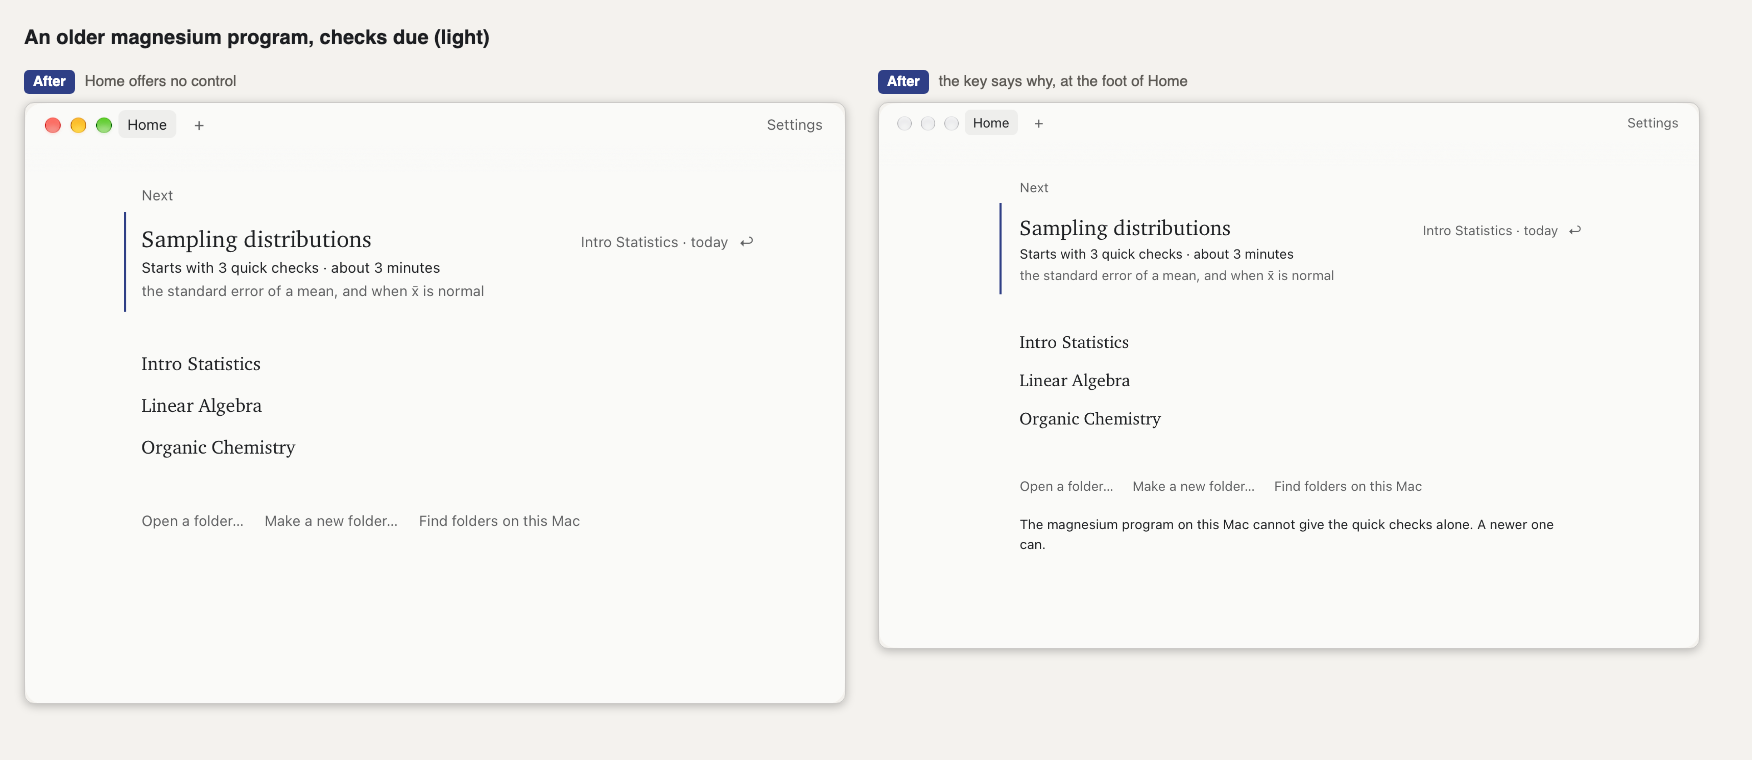 An older magnesium program, checks due (light)
After Home offers no control
Home + Settings
Next
Sampling distributions
Intro Statistics · today ↩
Starts with 3 quick checks · about 3 minutes
the standard error of a mean, and when x̄ is normal
Intro Statistics
Linear Algebra
Organic Chemistry
Open a folder... Make a new folder... Find folders on this Mac
After the key says why, at the foot of Home
Home + Settings
Next
Sampling distributions
Intro Statistics · today ↩
Starts with 3 quick checks · about 3 minutes
the standard error of a mean, and when x̄ is normal
Intro Statistics
Linear Algebra
Organic Chemistry
Open a folder... Make a new folder... Find folders on this Mac
The magnesium program on this Mac cannot give the quick checks alone. A newer one
can.